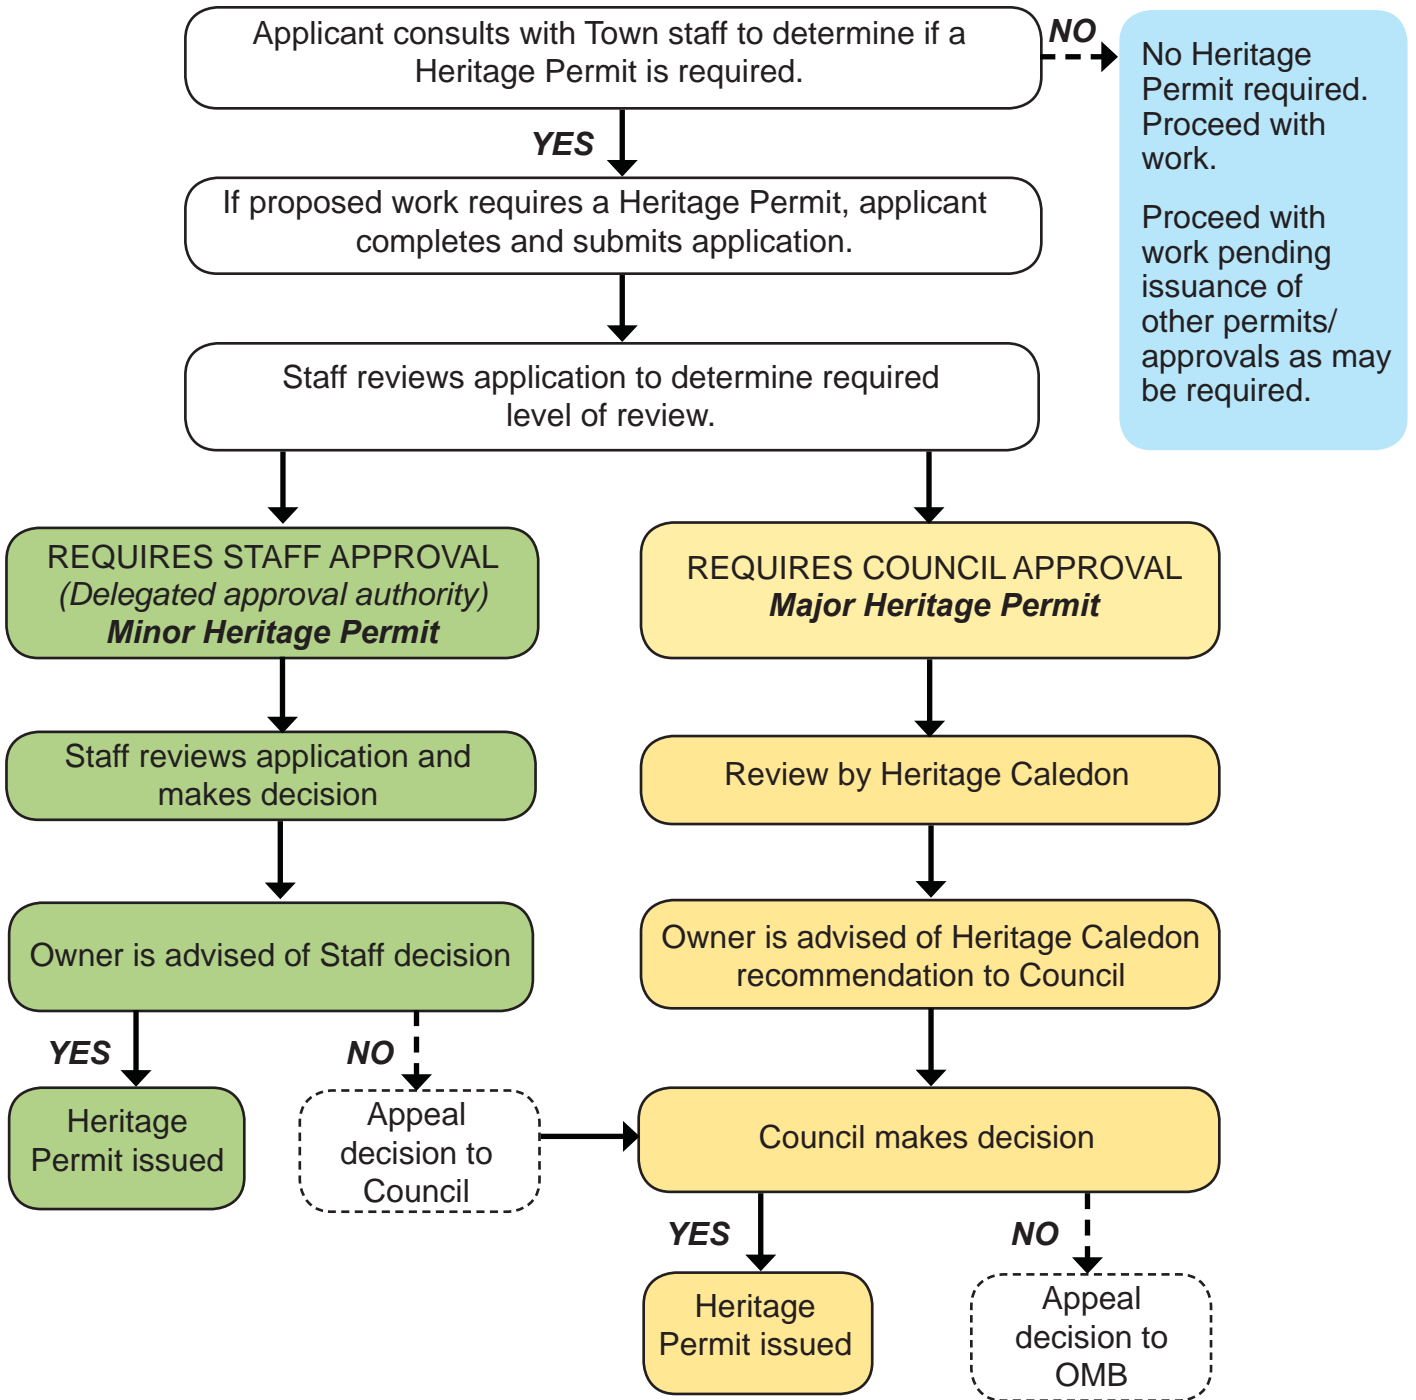 Applicant consults with Town staff to determine if a
Heritage Permit is required.
NO
No Heritage
Permit required.
Proceed with
work.
Proceed with
work pending
issuance of
other permits/
approvals as may
be required.
YES
If proposed work requires a Heritage Permit, applicant
completes and submits application.
Staff reviews application to determine required
level of review.
REQUIRES STAFF APPROVAL
(Delegated approval authority)
Minor Heritage Permit
REQUIRES COUNCIL APPROVAL
Major Heritage Permit
Staff reviews application and
makes decision
Review by Heritage Caledon
Owner is advised of Staff decision
Owner is advised of Heritage Caledon
recommendation to Council
YES
NO
Heritage
Permit issued
Appeal
decision to
Council
Council makes decision
YES
NO
Heritage
Permit issued
Appeal
decision to
OMB